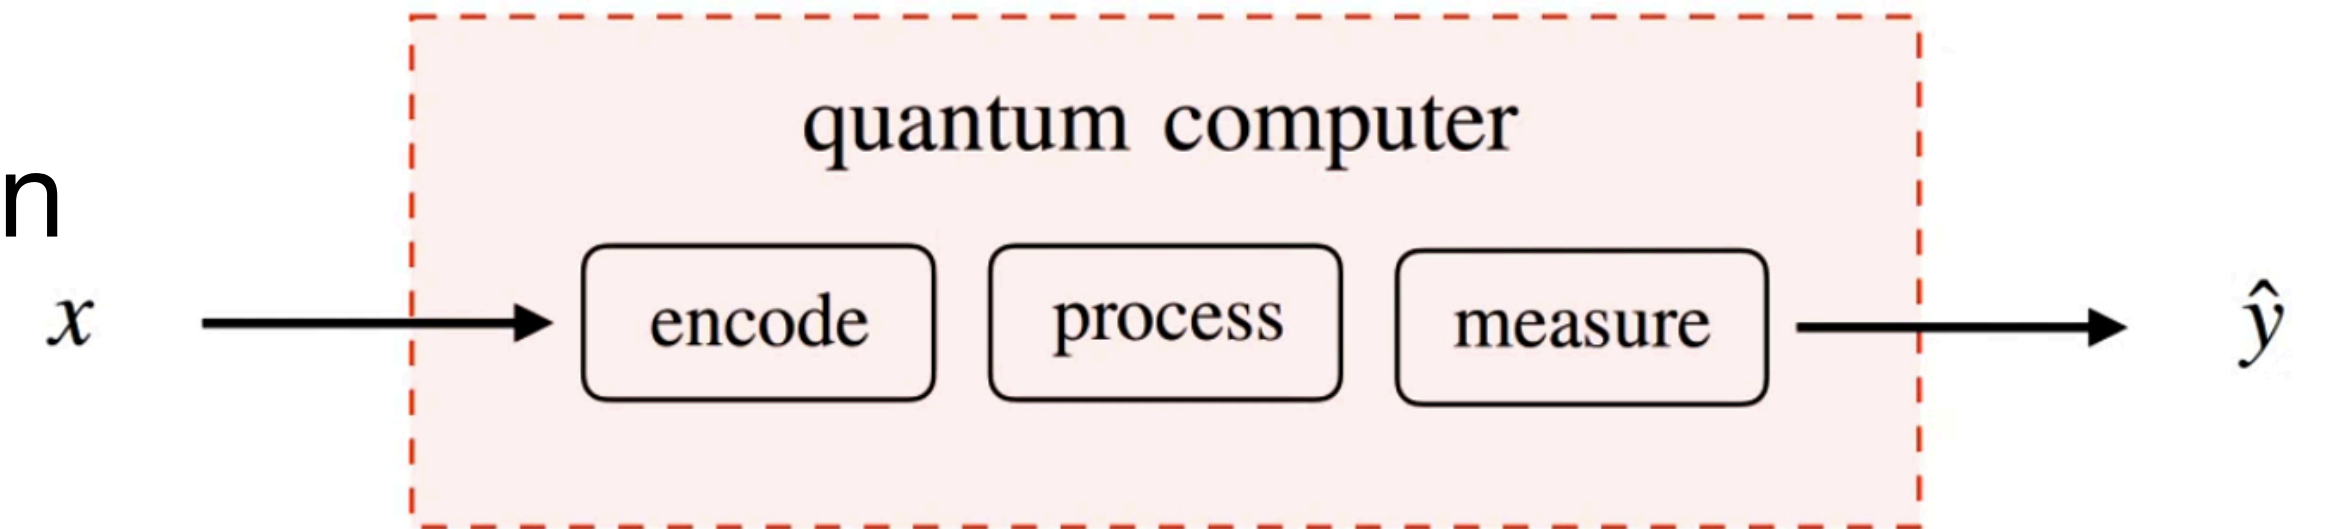 quantum computer
n
x encode process measure ŷ